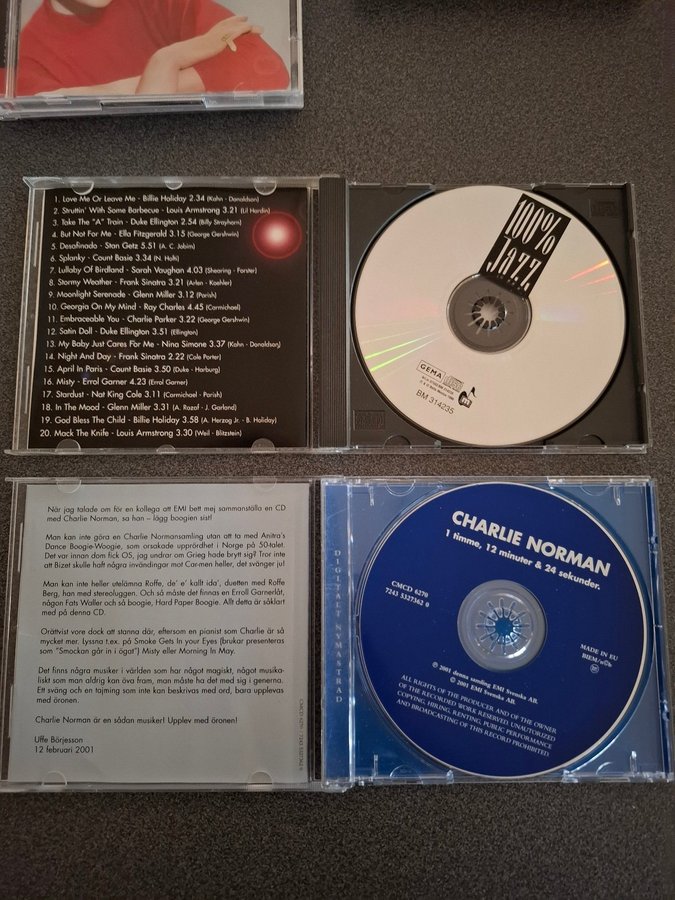 1. Love Me Or Leave Me - Billie Holiday 2.34 (Kahn - Donaldson)
2. Struttin' With Some Barbecue - Louis Armstrong 3.21 (Lil Hardin)
3. Take The "A" Train - Duke Ellington 2.54 (Billy Strayhorn)
4. But Not For Me - Ella Fitzgerald 3.15 (George Gershwin)
5. Desafinado - Stan Getz 5.51 (A. C. Jobim)
6. Splanky - Count Basie 3.34 (N. Hefti)
7. Lullaby Of Birdland - Sarah Vaughan 4.03 (Shearing - Forster)
8. Stormy Weather - Frank Sinatra 3.21 (Arlen - Koehler)
9. Moonlight Serenade - Glenn Miller 3.12 (Parish)
10. Georgia On My Mind - Ray Charles 4.45 (Carmichael)
11. Embraceable You - Charlie Parker 3.22 (George Gershwin)
12. Satin Doll - Duke Ellington 3.51 (Ellington)
13. My Baby Just Cares For Me - Nina Simone 3.37 (Kahn - Donaldson)
14. Night And Day - Frank Sinatra 2.22 (Cole Porter)
15. April In Paris - Count Basie 3.50 (Duke - Harburg)
16. Misty - Errol Garner 4.23 (Errol Garner)
17. Stardust - Nat King Cole 3.11 (Carmichael - Parish)
18. In The Mood - Glenn Miller 3.31 (A. Razaf - J. Garland)
19. God Bless The Child - Billie Holiday 3.58 (A. Herzog Jr. - B. Holiday)
20. Mack The Knife - Louis Armstrong 3.30 (Weil - Blitzstein)
100%
Jazz
GEMA
BM 314235
När jag talade om för en kollega att EMI bett mej sammanställa en CD
med Charlie Norman, sa han – lägg boogien sist!
Man kan inte göra en Charlie Normansamling utan att ta med Anitra's
Dance Boogie-Woogie, som orsakade upprördhet i Norge på 50-talet.
Det var innan dom fick OS, jag undrar om Grieg hade brytt sig? Tror inte
att Bizet skulle haft några invändningar mot Car-men heller, det svänger ju!
Man kan inte heller utelämna Roffe, de' e' kallt ida', duetten med Roffe
Berg, han med stereoluggen. Och så måste det finnas en Erroll Garnerlåt,
någon Fats Waller och så boogie, Hard Paper Boogie. Allt detta är såklart
med på denna CD.
Orättvist vore dock att stanna där, eftersom en pianist som Charlie är så
mycket mer. Lyssna t.ex. på Smoke Gets In your Eyes (brukar presenteras
som "Smockan går in i ögat") Misty eller Morning In May.
Det finns några musiker i världen som har något magiskt, något musika-
liskt som man aldrig kan öva fram, man måste ha det med sig i generna.
Ett sväng och en tajming som inte kan beskrivas med ord, bara upplevas
med öronen.
Charlie Norman är en sådan musiker! Upplev med öronen!
Uffe Börjesson
12 februari 2001
DIGITALT NYMASTRAD
CHARLIE NORMAN
1 timme, 12 minuter & 24 sekunder.
CMCD 6270
7243 5327362 0
MADE IN EU
BIEM/n©b
℗ 2001 denna samling EMI Svenska AB.
© 2001 EMI Svenska AB.
ALL RIGHTS OF THE PRODUCER AND OF THE OWNER
OF THE RECORDED WORK RESERVED. UNAUTHORIZED
COPYING, HIRING, RENTING, PUBLIC PERFORMANCE
AND BROADCASTING OF THIS RECORD PROHIBITED.